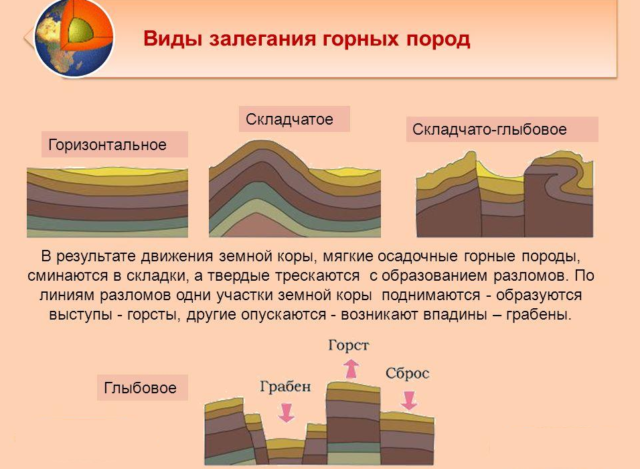 Виды залегания горных пород
Складчатое
Складчато-глыбовое
Горизонтальное
В результате движения земной коры, мягкие осадочные горные породы,
сминаются в складки, а твердые трескаются с образованием разломов. По
линиям разломов одни участки земной коры поднимаются - образуются
выступы - горсты, другие опускаются - возникают впадины – грабены.
Горст
Сброс
Грабен
Глыбовое